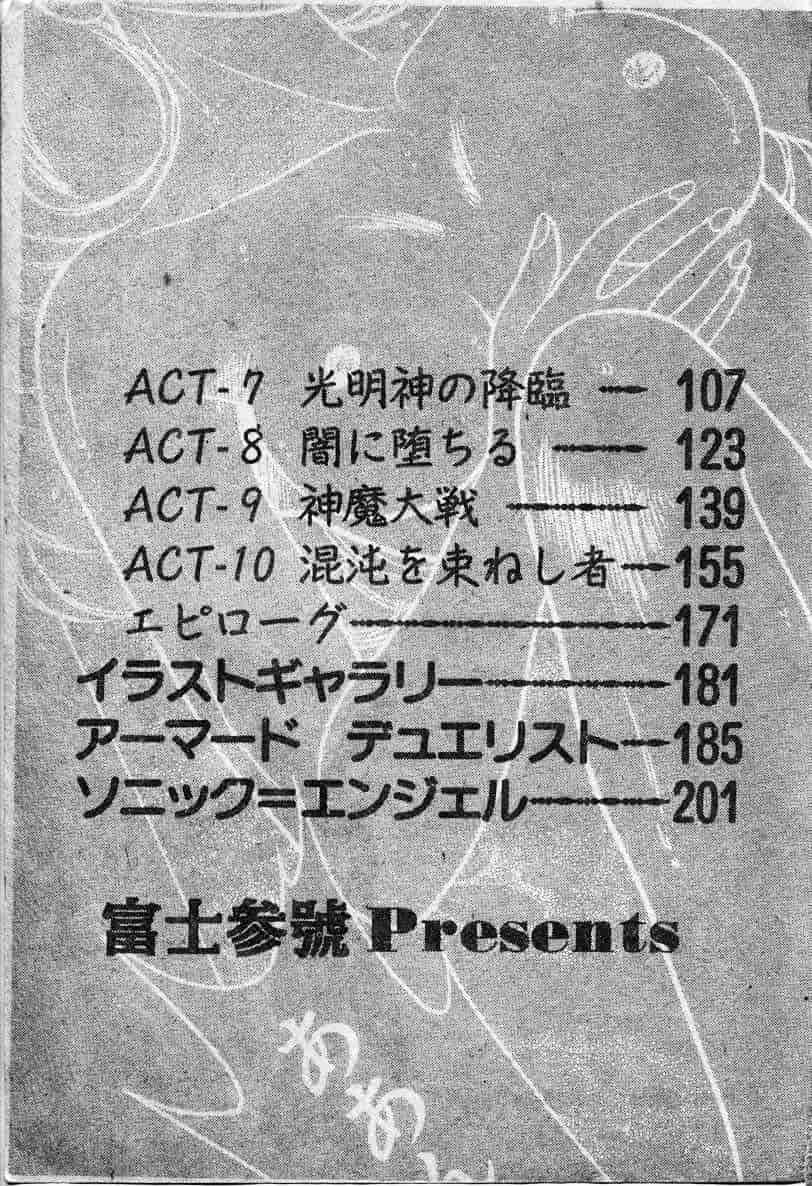 ACT-7 光明神の降臨 107
ACT-8 闇に堕ちる 123
ACT-9 神魔大戦 139
ACT-10 混沌を束ねし者 155
エピローグ 171
イラストギャラリー 181
アーマード デュエリスト 185
ソニック=エンジェル 201
富士参號 Presents
ああん